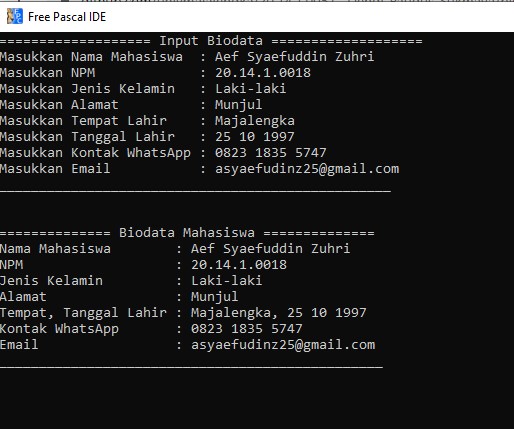 Free Pascal IDE
=================== Input Biodata ===================
Masukkan Nama Mahasiswa  : Aef Syaefuddin Zuhri
Masukkan NPM             : 20.14.1.0018
Masukkan Jenis Kelamin   : Laki-laki
Masukkan Alamat          : Munjul
Masukkan Tempat Lahir    : Majalengka
Masukkan Tanggal Lahir   : 25 10 1997
Masukkan Kontak WhatsApp : 0823 1835 5747
Masukkan Email           : asyaefudinz25@gmail.com
_________________________________________________
============== Biodata Mahasiswa ==============
Nama Mahasiswa        : Aef Syaefuddin Zuhri
NPM                   : 20.14.1.0018
Jenis Kelamin         : Laki-laki
Alamat                : Munjul
Tempat, Tanggal Lahir : Majalengka, 25 10 1997
Kontak WhatsApp       : 0823 1835 5747
Email                 : asyaefudinz25@gmail.com
________________________________________________